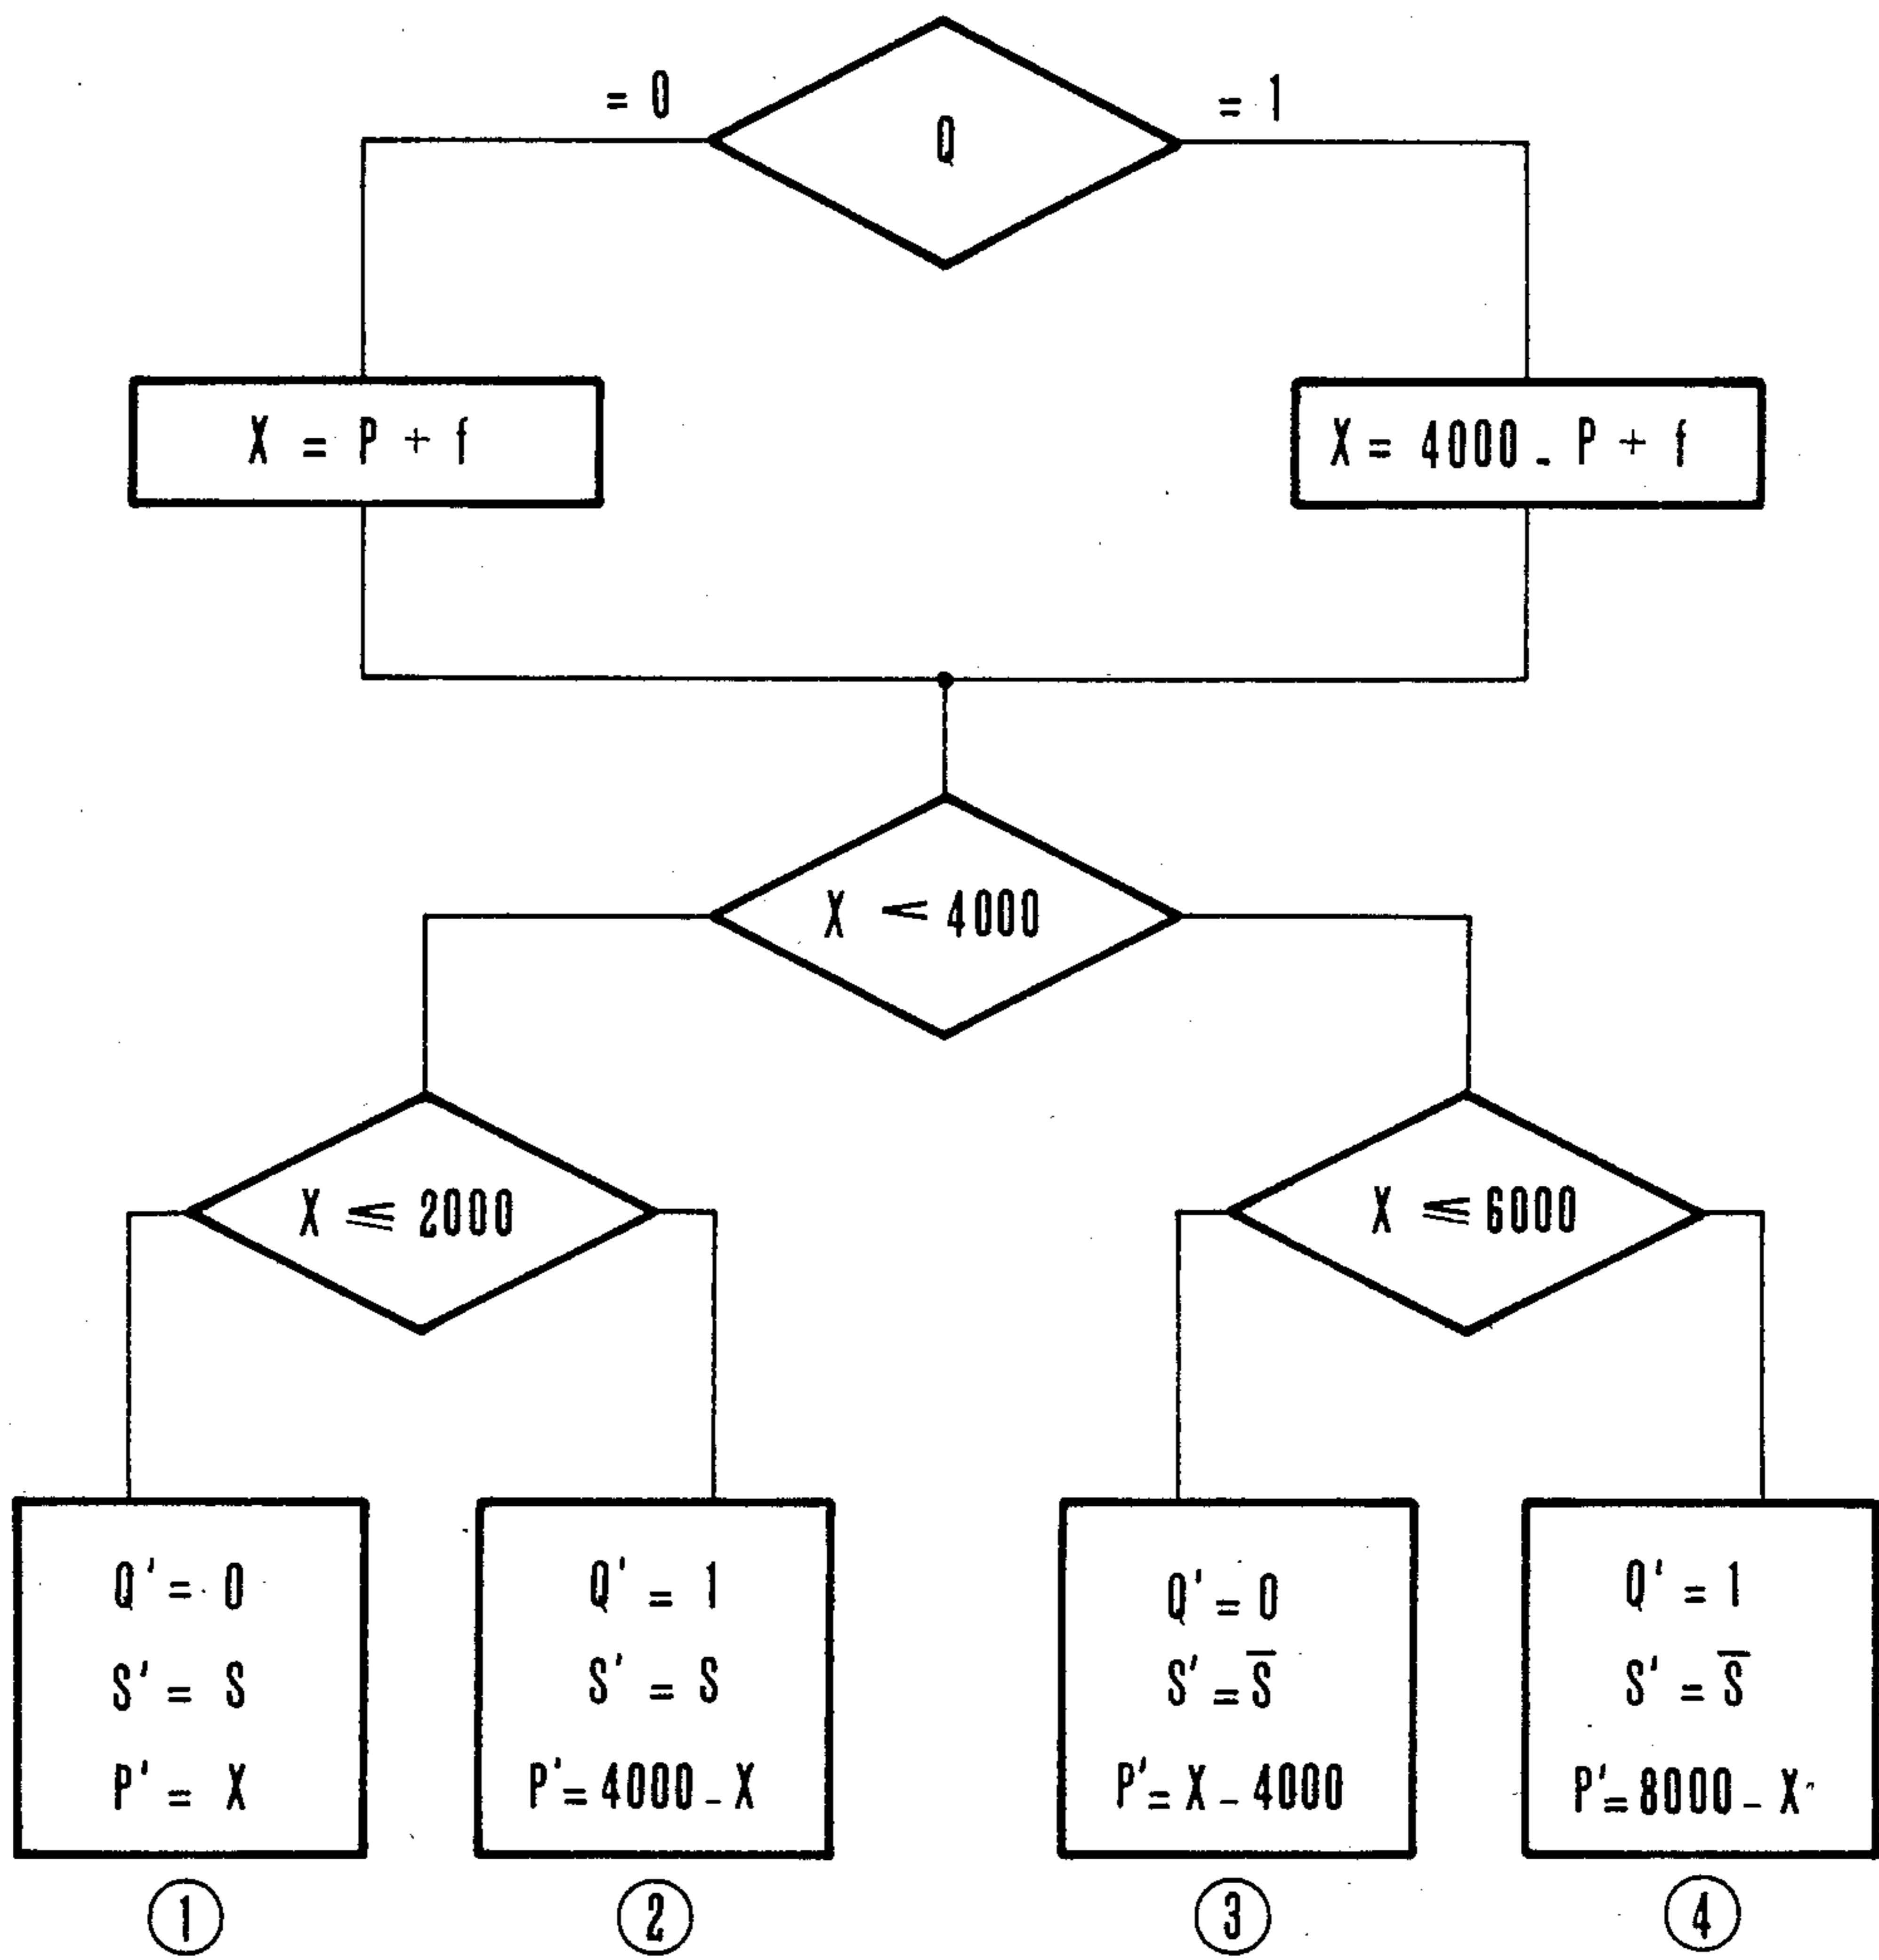 = 0
Q
= 1
X = P + f
X = 4000 - P + f
X < 4000
X ≦ 2000
X ≦ 6000
Q' = 0
S' = S
P' = X
Q' = 1
S' = S
P' = 4000 - X
Q' = 0
S' = S̅
P' = X - 4000
Q' = 1
S' = S̅
P' = 8000 - X
1
2
3
4